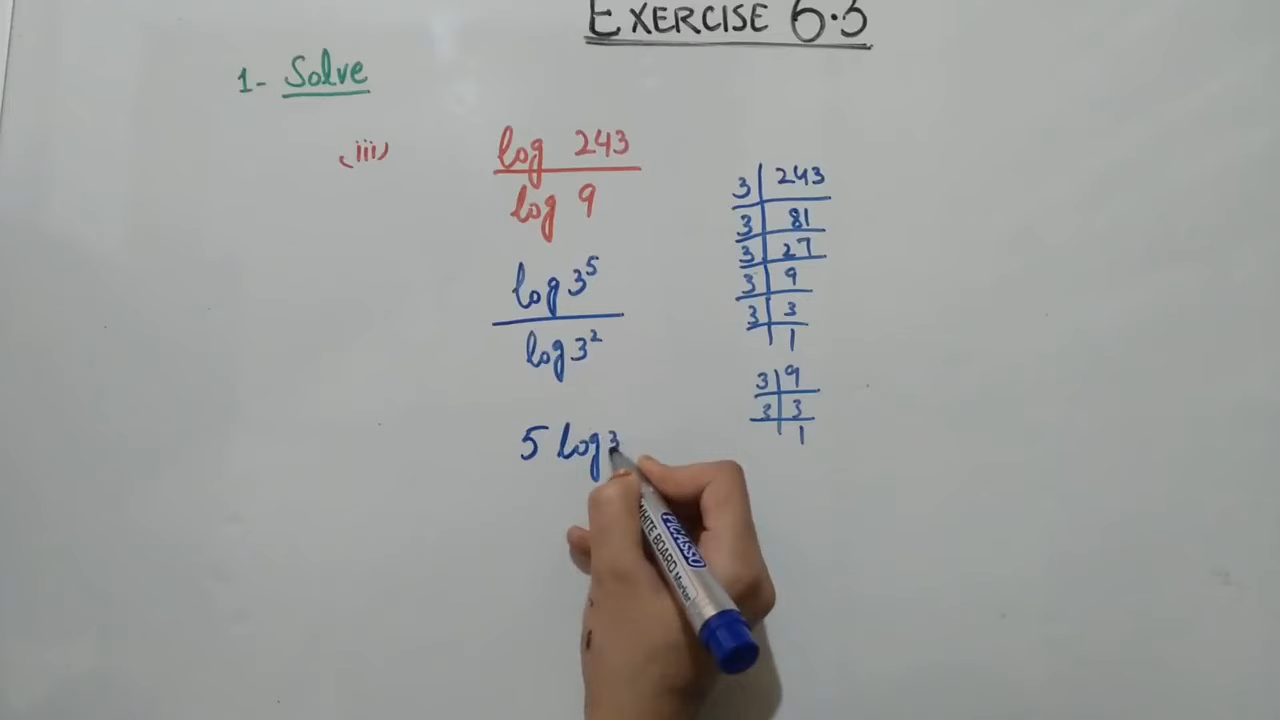 EXERCISE 6.3
1- Solve
(iii)
log 243
log 9
log 3⁵
log 3²
5 log 3
3 | 243
3 | 81
3 | 27
3 | 9
3 | 3
| 1
3 | 9
3 | 3
| 1
PICASSO
WHITE BOARD Marker